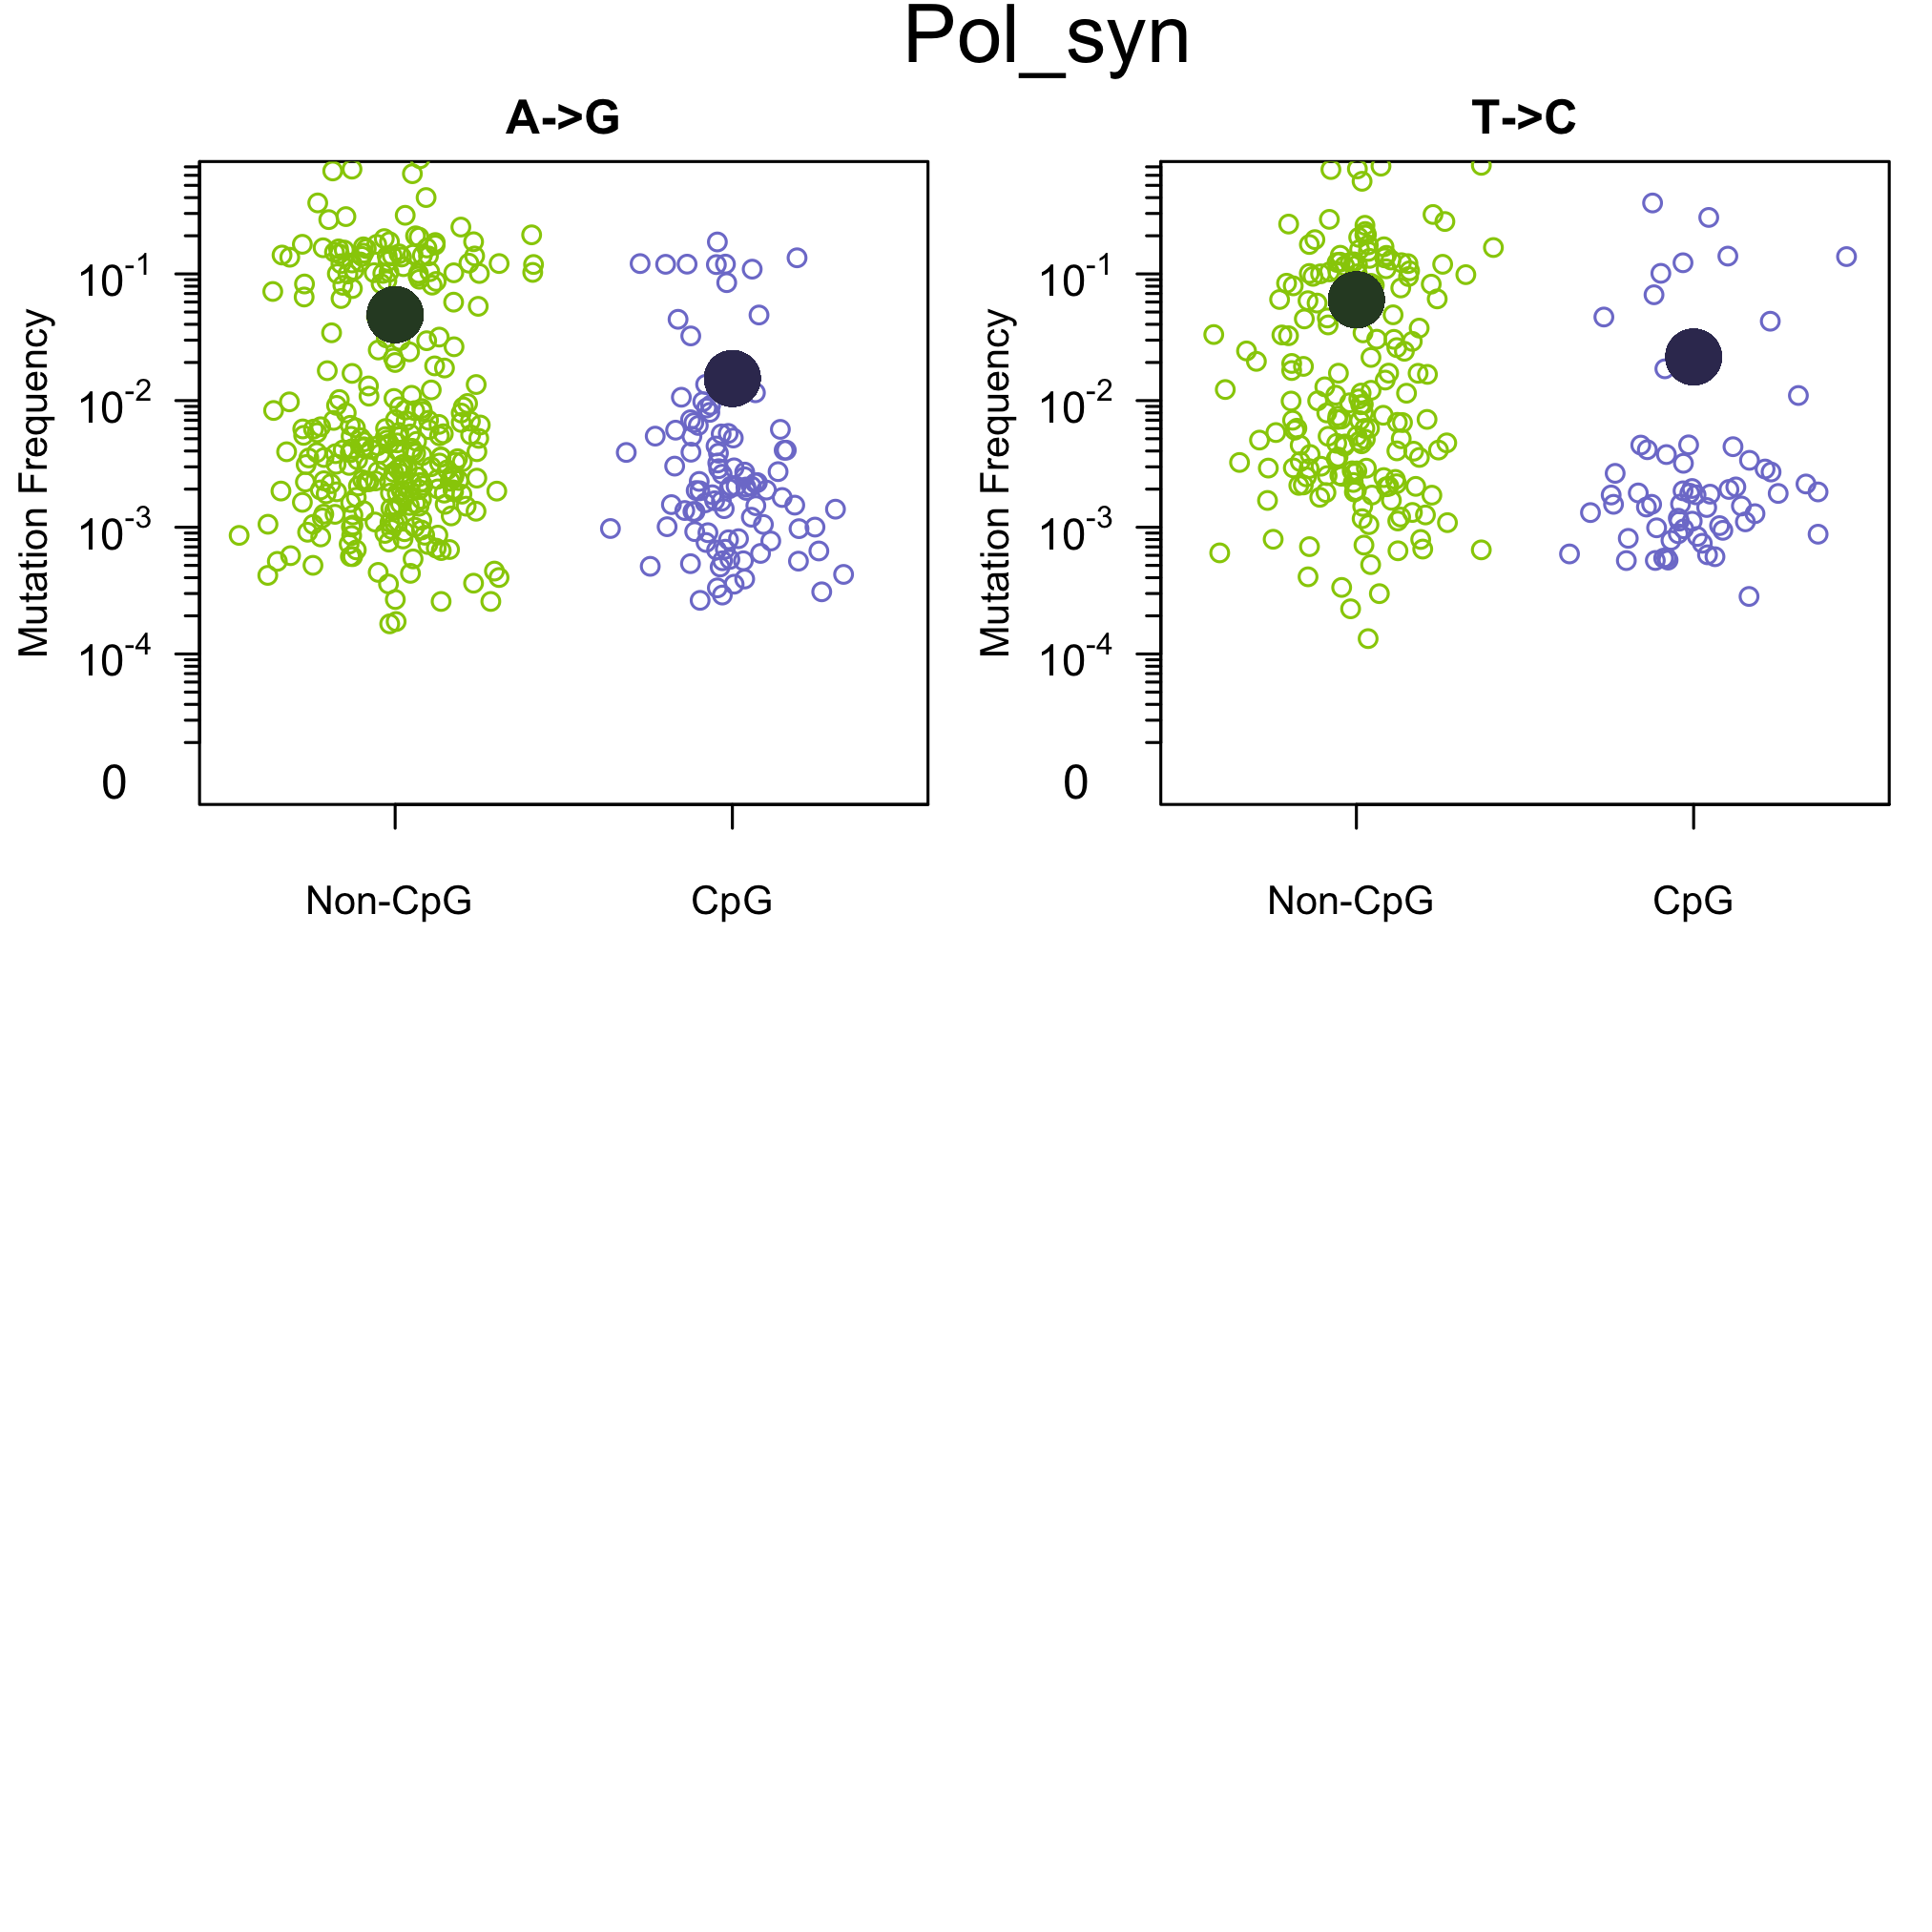 Pol_syn
A->G
Mutation Frequency
10-1
10-2
10-3
10-4
0
Non-CpG
CpG
T->C
Mutation Frequency
10-1
10-2
10-3
10-4
0
Non-CpG
CpG